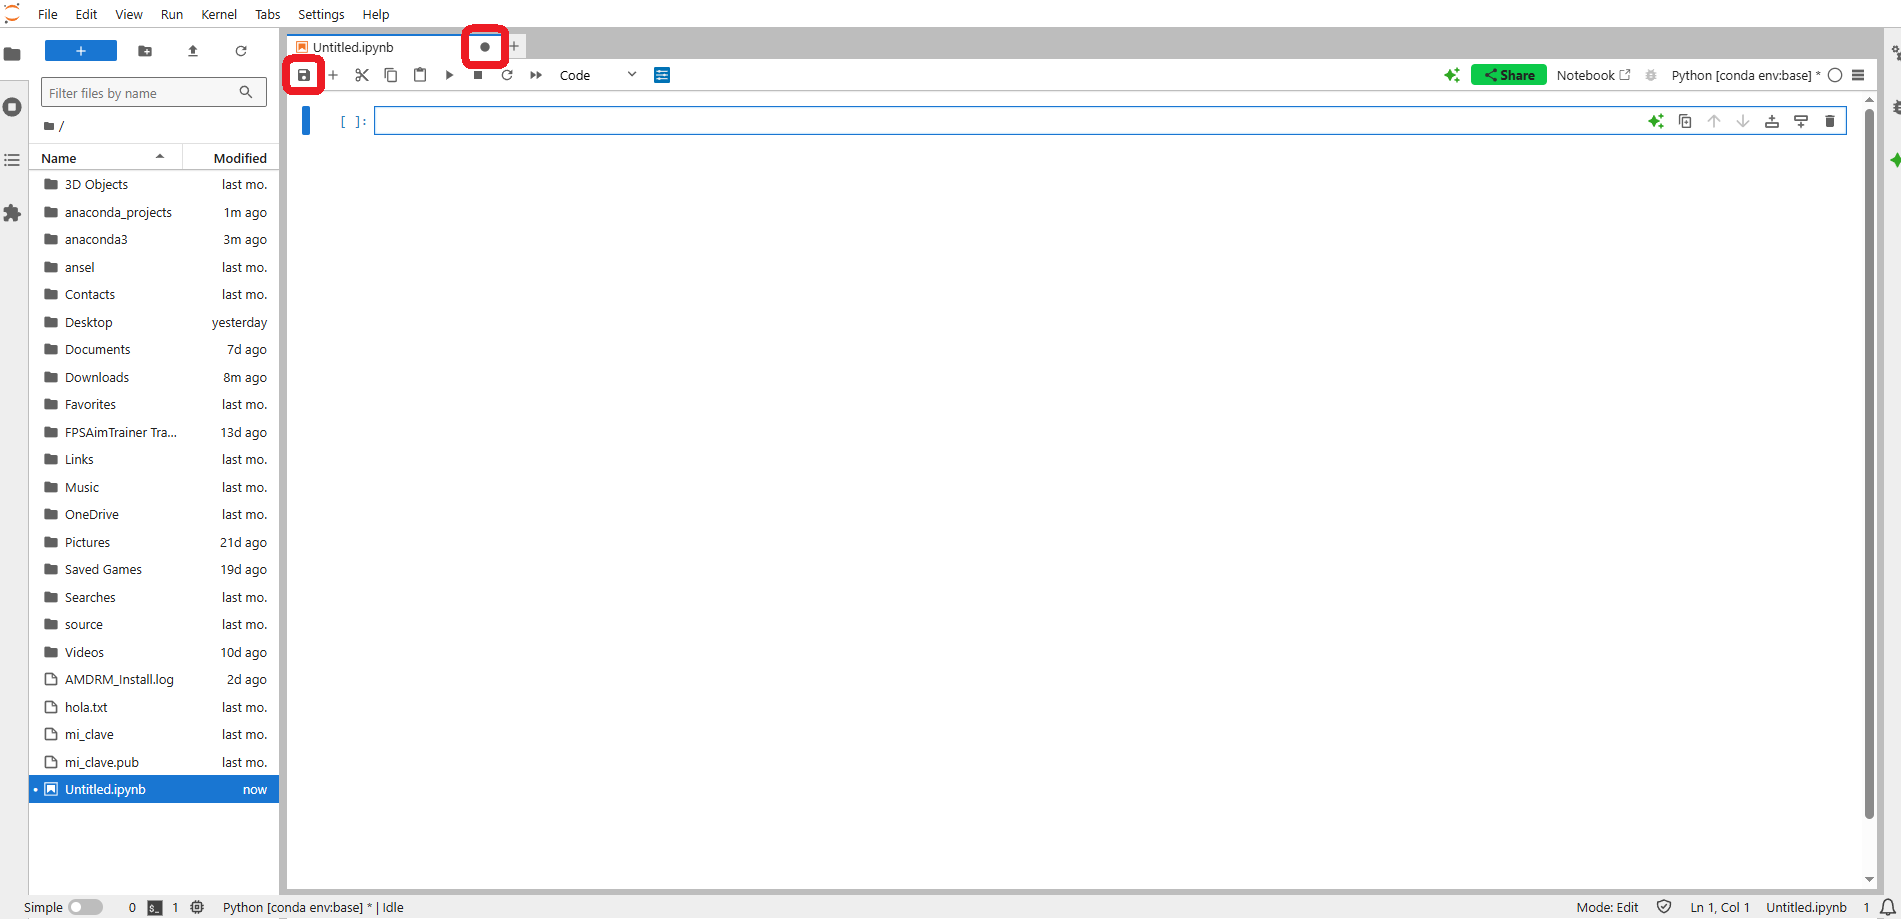 File Edit View Run Kernel Tabs Settings Help
Untitled.ipynb
Code
Share
Notebook
Python [conda env:base] *
Filter files by name
/
Name Modified
3D Objects last mo.
anaconda_projects 1m ago
anaconda3 3m ago
ansel last mo.
Contacts last mo.
Desktop yesterday
Documents 7d ago
Downloads 8m ago
Favorites last mo.
FPSAimTrainer Tra... 13d ago
Links last mo.
Music last mo.
OneDrive last mo.
Pictures 21d ago
Saved Games 19d ago
Searches last mo.
source last mo.
Videos 10d ago
AMDRM_Install.log 2d ago
hola.txt last mo.
mi_clave last mo.
mi_clave.pub last mo.
Untitled.ipynb now
[ ]:
Simple 0 1 Python [conda env:base] * | Idle Mode: Edit Ln 1, Col 1 Untitled.ipynb 1